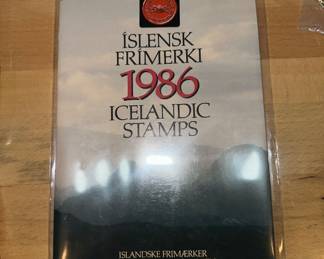 ÍSLENSK
FRÍMERKI
1986
ICELANDIC
STAMPS
ISLANDSKE FRIMÆRKER